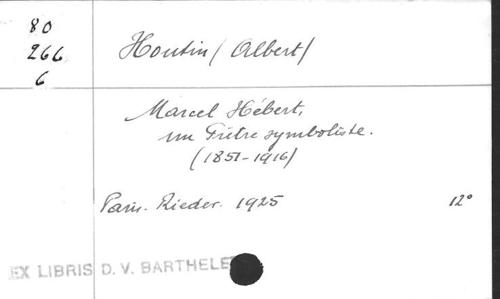 80
266
6
Houtin (Albert)
Marcel Hébert,
un Prêtre symboliste.
(1851-1916)
Paris. Rieder. 1925 12°
EX LIBRIS D. V. BARTHELE